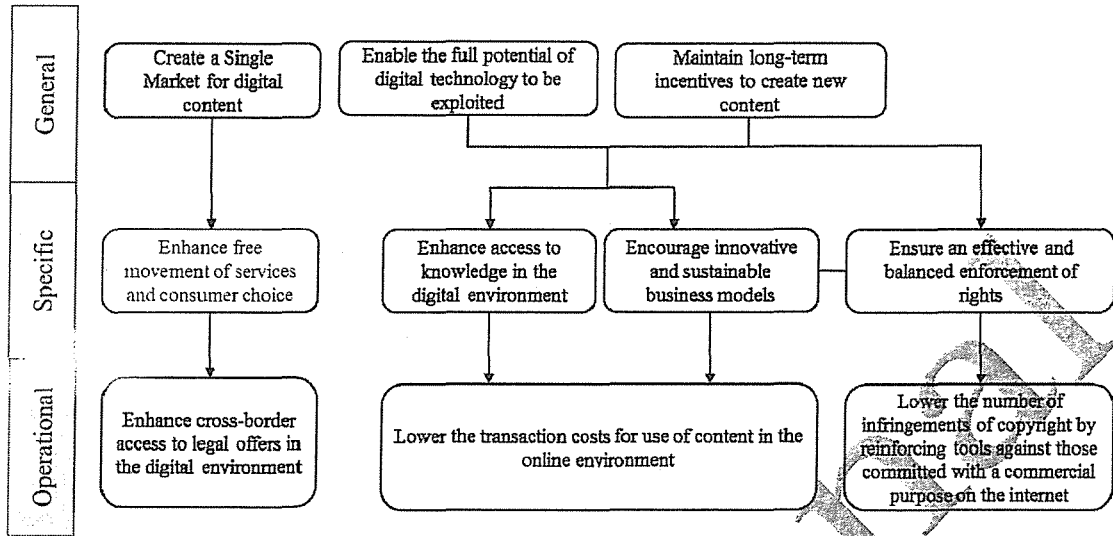 General
Create a Single
Market for digital
content
Enable the full potential of
digital technology to be
exploited
Maintain long-term
incentives to create new
content
Specific
Enhance free
movement of services
and consumer choice
Enhance access to
knowledge in the
digital environment
Encourage innovative
and sustainable
business models
Ensure an effective and
balanced enforcement of
rights
Operational
Enhance cross-border
access to legal offers in
the digital environment
Lower the transaction costs for use of content in the
online environment
Lower the number of
infringements of copyright by
reinforcing tools against those
committed with a commercial
purpose on the internet